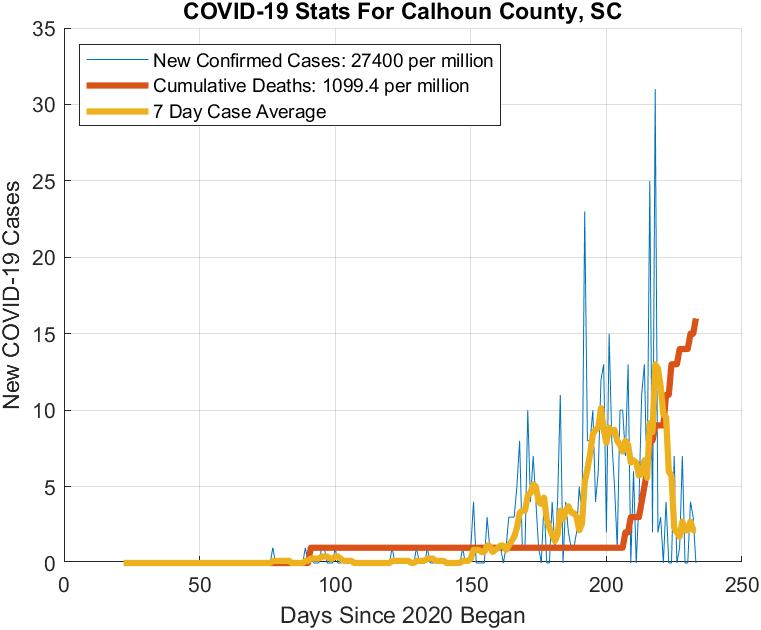 COVID-19 Stats For Calhoun County, SC
New Confirmed Cases: 27400 per million
Cumulative Deaths: 1099.4 per million
7 Day Case Average
New COVID-19 Cases
35
30
25
20
15
10
5
0
0 50 100 150 200 250
Days Since 2020 Began